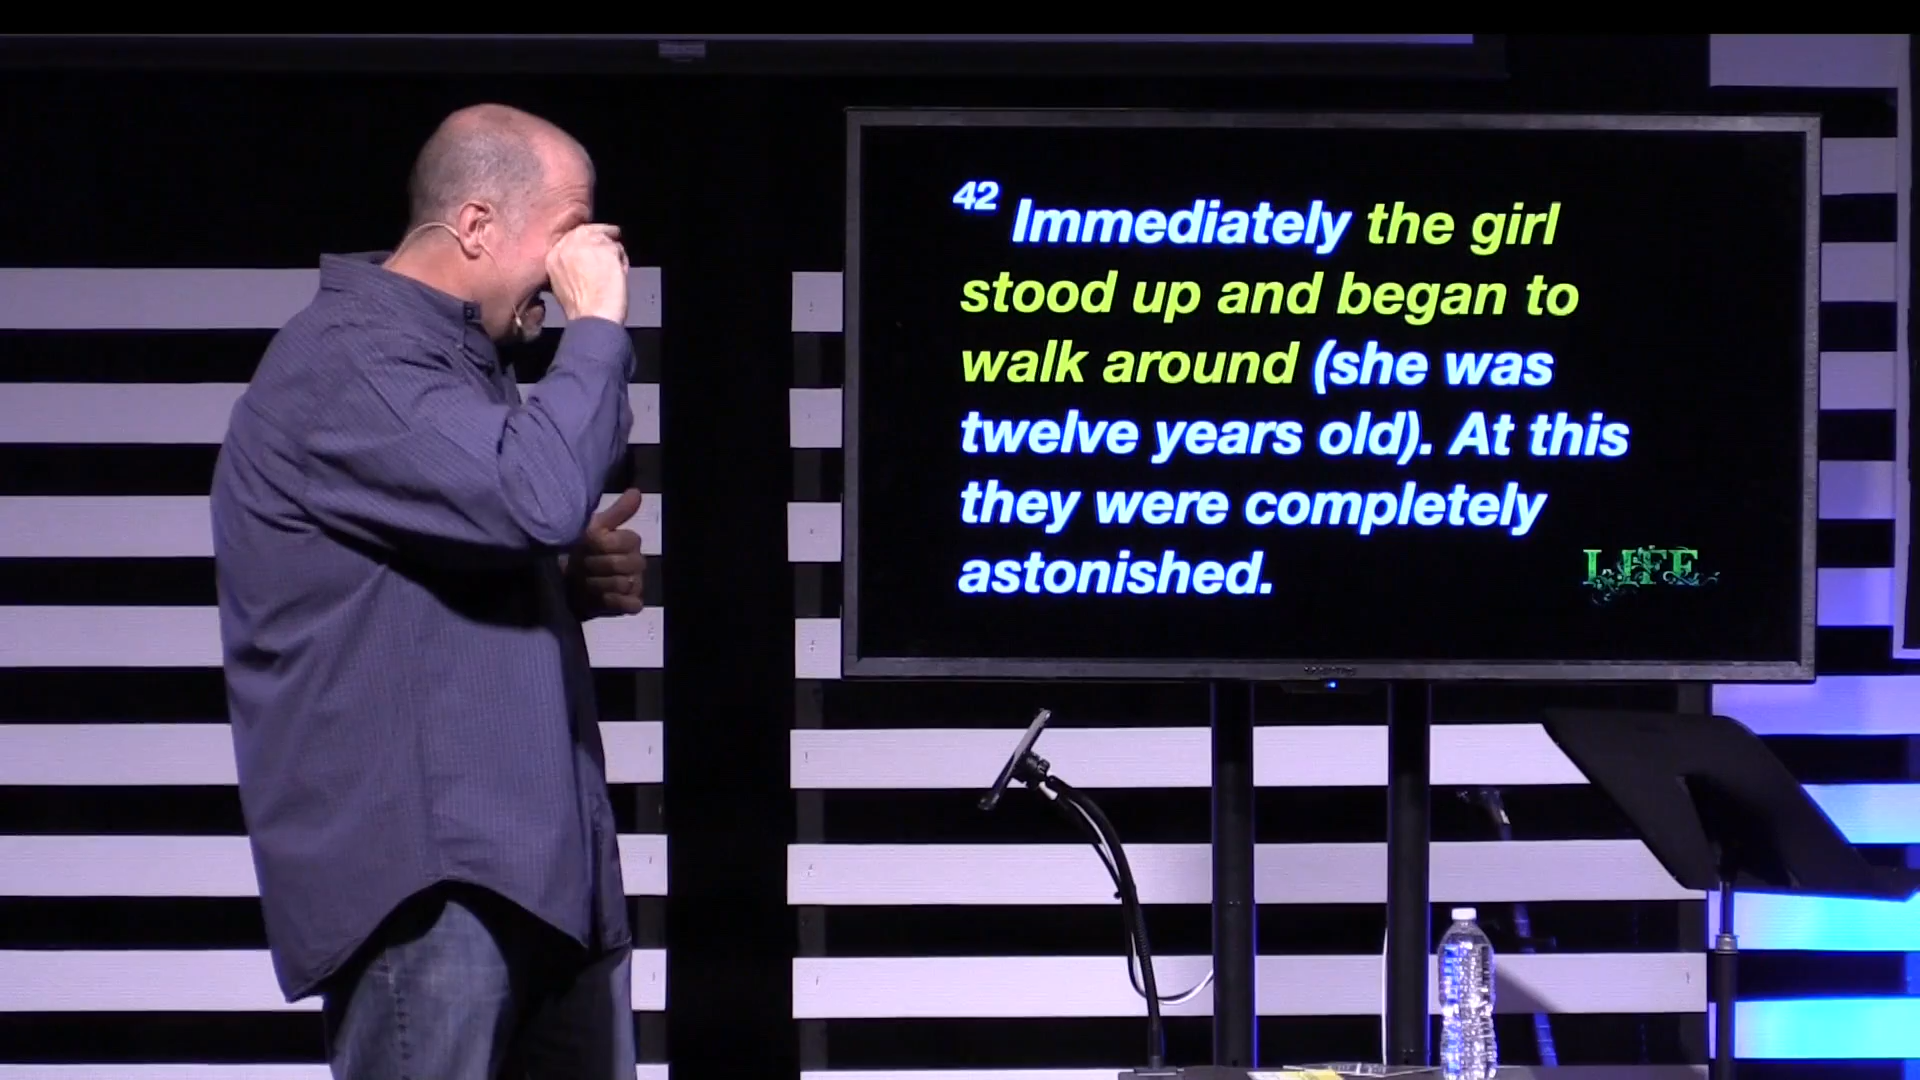 42 Immediately the girl
stood up and began to
walk around (she was
twelve years old). At this
they were completely
astonished.
LIFE